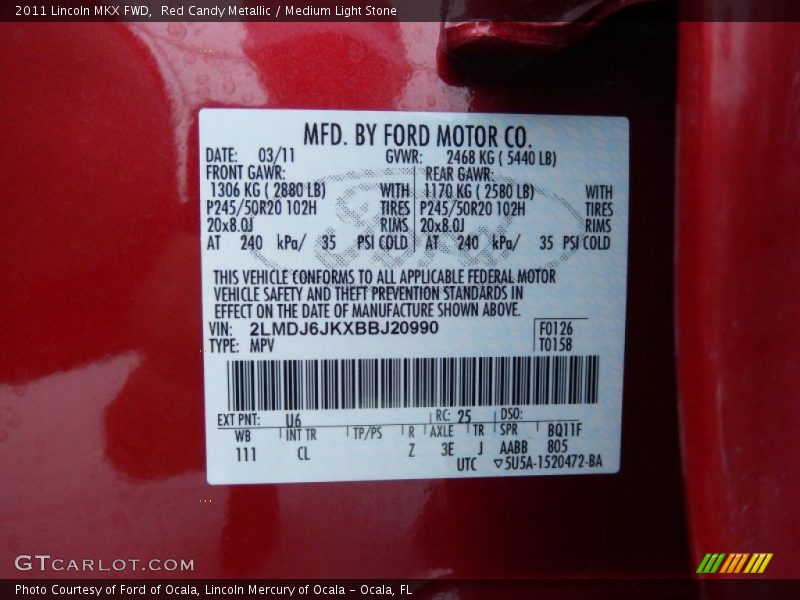 2011 Lincoln MKX FWD, Red Candy Metallic / Medium Light Stone
MFD. BY FORD MOTOR CO.
DATE: 03/11 GVWR: 2468 KG ( 5440 LB)
FRONT GAWR: REAR GAWR:
1306 KG ( 2880 LB) WITH 1170 KG ( 2580 LB) WITH
P245/50R20 102H TIRES P245/50R20 102H TIRES
20x8.0J RIMS 20x8.0J RIMS
AT 240 kPa/ 35 PSI COLD AT 240 kPa/ 35 PSI COLD
THIS VEHICLE CONFORMS TO ALL APPLICABLE FEDERAL MOTOR
VEHICLE SAFETY AND THEFT PREVENTION STANDARDS IN
EFFECT ON THE DATE OF MANUFACTURE SHOWN ABOVE.
VIN: 2LMDJ6JKXBBJ20990 F0126
TYPE: MPV T0158
EXT PNT: U6 RC: 25 DSO:
WB INT TR TP/PS R AXLE TR SPR BQ11F
111 CL Z 3E J AABB 805
UTC ▽5U5A-1520472-BA
GTCARLOT.COM
Photo Courtesy of Ford of Ocala, Lincoln Mercury of Ocala - Ocala, FL